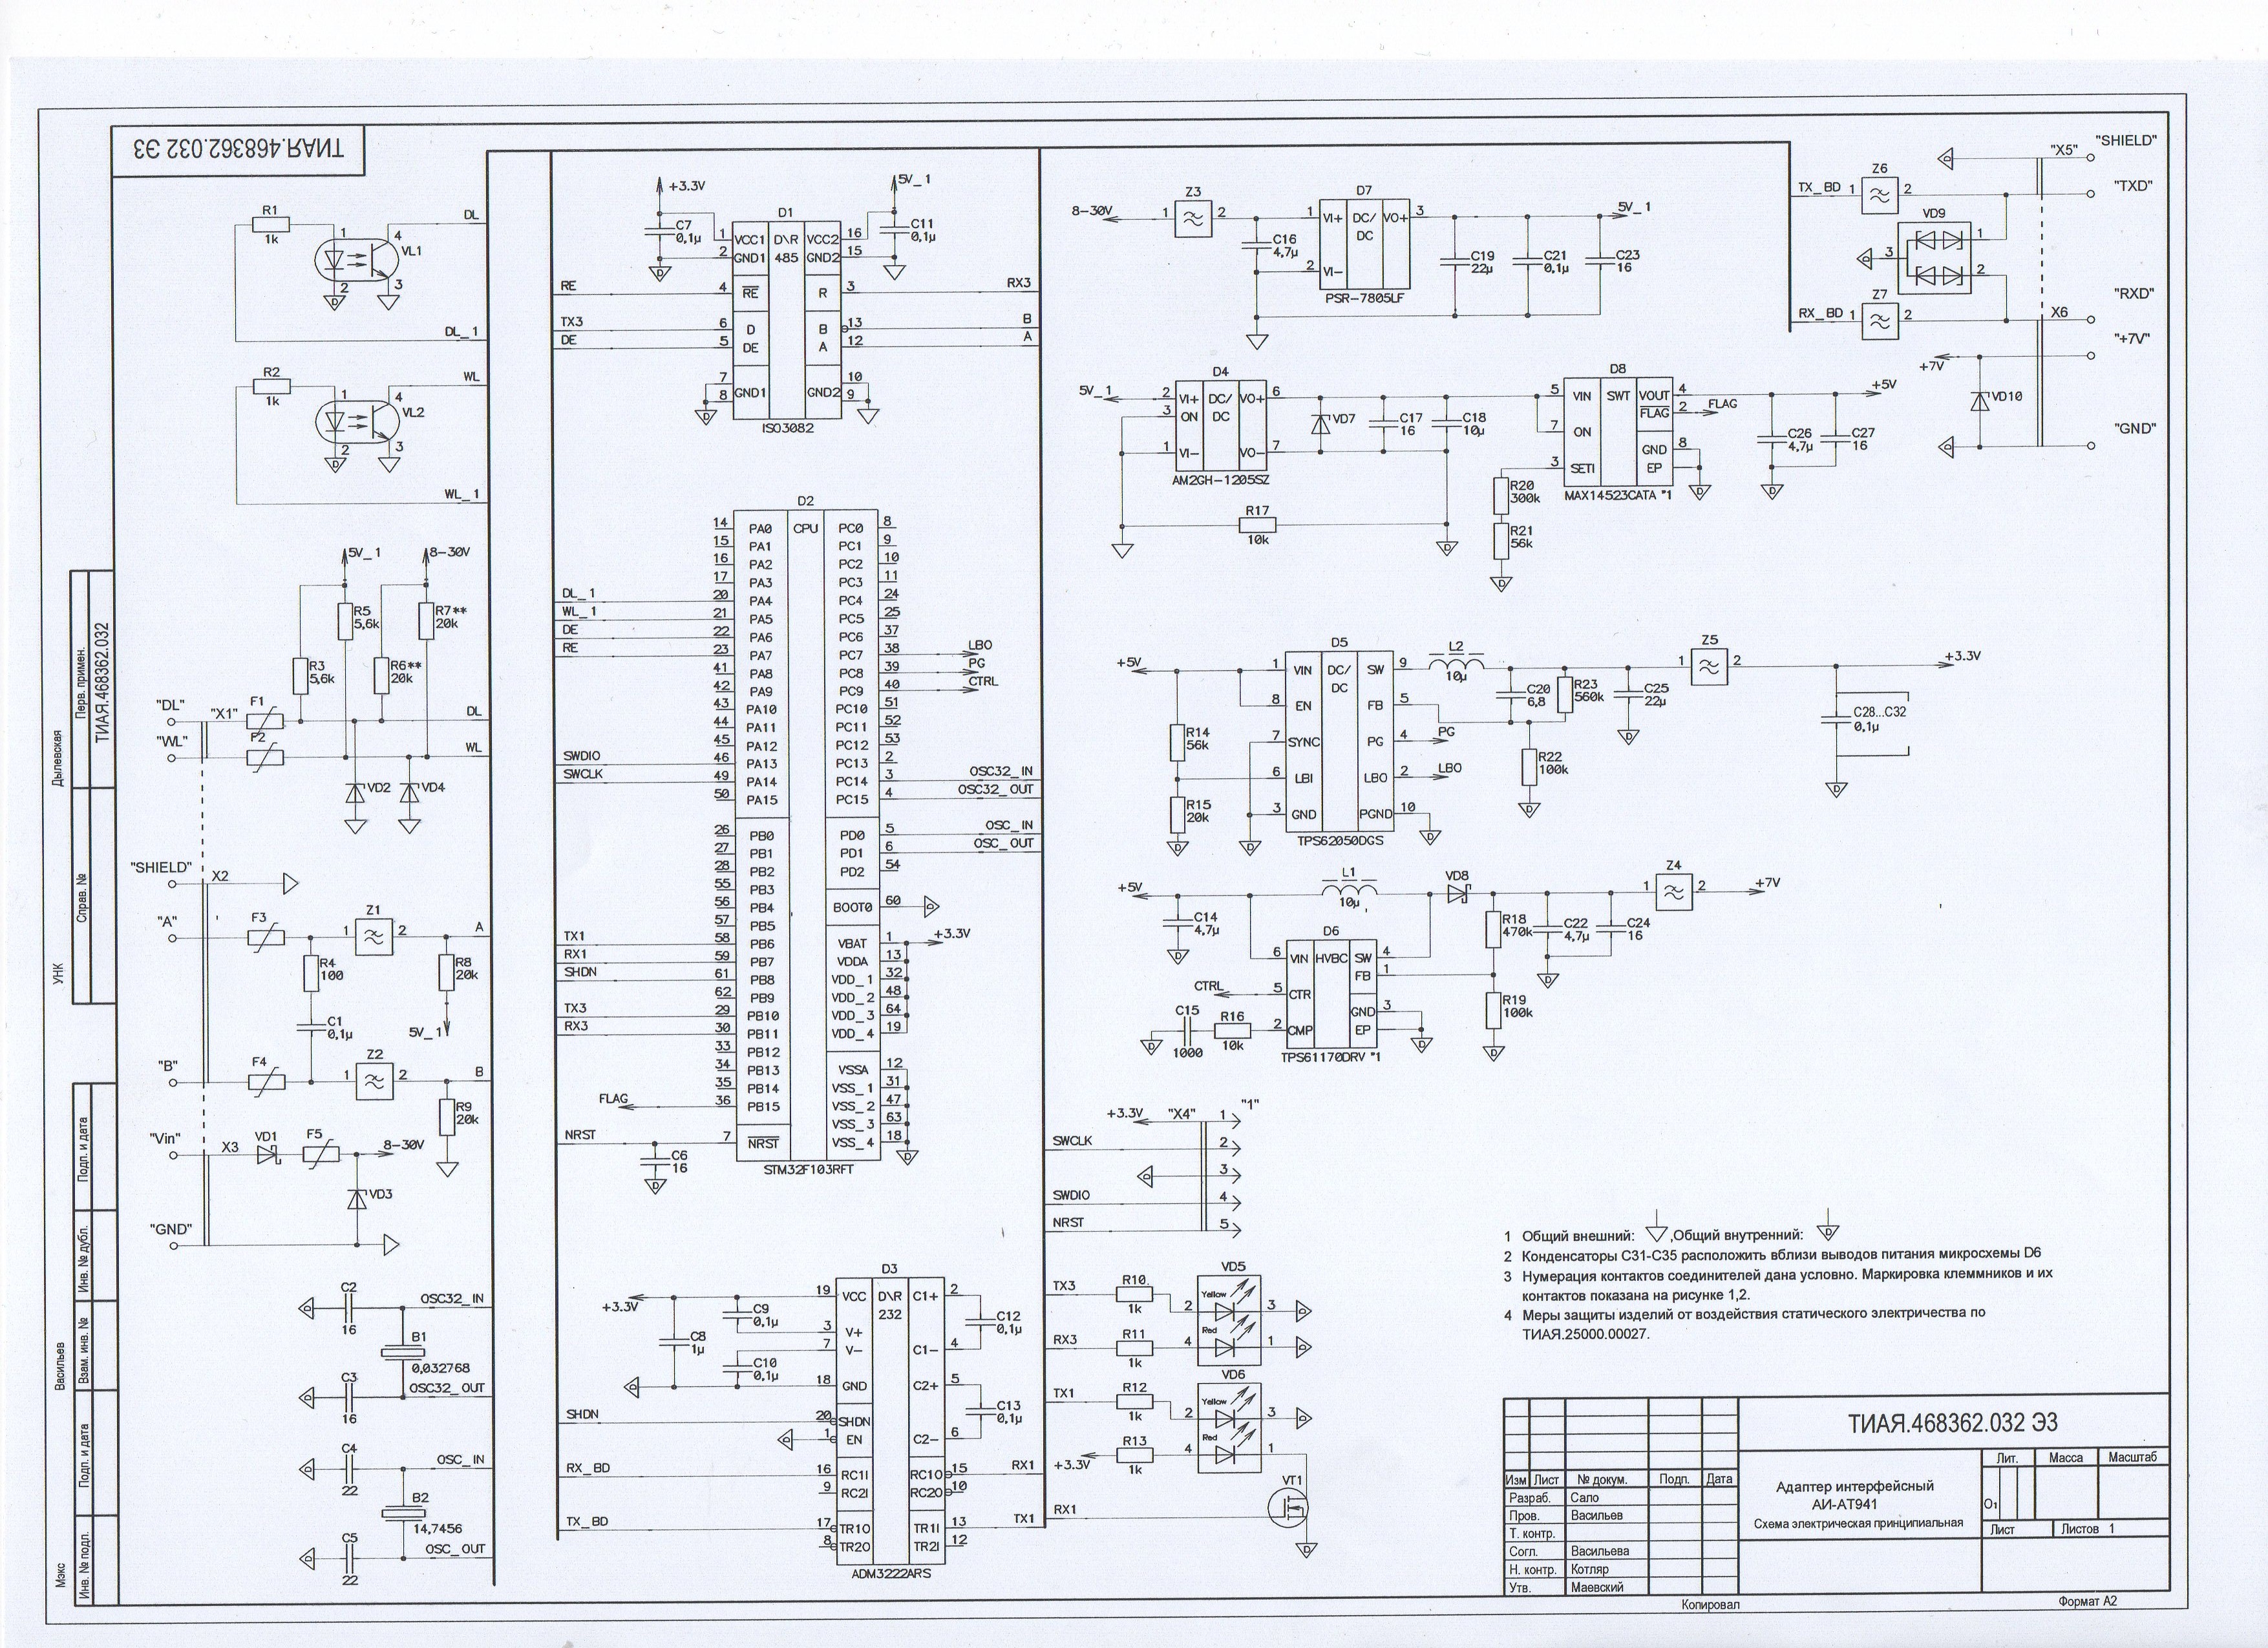 ТИАЯ.468362.032 Э3
Перв. примен.
ТИАЯ.468362.032
Справ. №
Дылевская
УНК
Подп. и дата
Инв. № дубл.
Взам. инв. №
Васильев
Подп. и дата
Инв. № подл.
Мэкс
R1
1k
1
4
2
3
VL1
DL
DL_1
R2
1k
1
4
2
3
VL2
WL
WL_1
5V_1
8-30V
R5
5,6k
R7**
20k
R3
5,6k
R6**
20k
"DL"
"X1"
F1
DL
"WL"
F2
WL
VD2
VD4
"SHIELD"
X2
"A"
F3
Z1
1
2
A
R4
100
R8
20k
C1
0,1µ
5V_1
"B"
F4
Z2
1
2
B
R9
20k
"Vin"
X3
VD1
F5
8-30V
VD3
"GND"
C2
16
OSC32_IN
B1
0,032768
C3
16
OSC32_OUT
C4
22
OSC_IN
B2
14,7456
C5
22
OSC_OUT
+3.3V
5V_1
C7
0,1µ
C11
0,1µ
D1
1 VCC1 D\R VCC2 16
2 GND1 485 GND2 15
RE 4 RE R 3 RX3
TX3 6 D B 13 B
DE 5 DE A 12 A
7 10
8 GND1 GND2 9
ISO3082
D2
14 PA0 CPU PC0 8
15 PA1 PC1 9
16 PA2 PC2 10
17 PA3 PC3 11
DL_1 20 PA4 PC4 24
WL_1 21 PA5 PC5 25
DE 22 PA6 PC6 37
RE 23 PA7 PC7 38 LBO
41 PA8 PC8 39 PG
42 PA9 PC9 40 CTRL
43 PA10 PC10 51
44 PA11 PC11 52
45 PA12 PC12 53
SWDIO 46 PA13 PC13 2
SWCLK 49 PA14 PC14 3 OSC32_IN
50 PA15 PC15 4 OSC32_OUT
26 PB0 PD0 5 OSC_IN
27 PB1 PD1 6 OSC_OUT
28 PB2 PD2 54
55 PB3
56 PB4 BOOT0 60
57 PB5
TX1 58 PB6 VBAT 1 +3.3V
RX1 59 PB7 VDDA 13
SHDN 61 PB8 VDD_1 32
62 PB9 VDD_2 48
TX3 29 PB10 VDD_3 64
RX3 30 PB11 VDD_4 19
33 PB12
34 PB13 VSSA 12
35 PB14 VSS_1 31
FLAG 36 PB15 VSS_2 47
VSS_3 63
NRST 7 NRST VSS_4 18
C6
16
STM32F103RFT
D3
+3.3V
19 VCC D\R C1+ 2
232
C9
0,1µ
C12
0,1µ
3 V+
C8
1µ
7 V- C1- 4
C10
0,1µ
18 GND C2+ 5
C13
0,1µ
SHDN 20 SHDN
1 EN C2- 6
RX_BD 16 RC1I RC1O 15 RX1
9 RC2I RC2O 10
TX_BD 17 TR1O TR1I 13 TX1
8 TR2O TR2I 12
ADM3222ARS
8-30V
Z3
1
2
D7
1 VI+ DC/ VO+ 3
DC
2 VI-
5V_1
C16
4,7µ
C19
22µ
C21
0,1µ
C23
16
PSR-7805LF
D4
5V_1 2 VI+ DC/ VO+ 6
3 ON DC
1 VI- VO- 7
AM2GH-1205SZ
VD7
C17
16
C18
10µ
R17
10k
D8
5 VIN SWT VOUT 4 +5V
FLAG 2 FLAG
7 ON
GND 8
3 SETI EP
MAX14523CATA *1
C26
4,7µ
C27
16
R20
300k
R21
56k
D5
+5V 1 VIN DC/ SW 9
DC
8 EN FB 5
7 SYNC PG 4 PG
6 LBI LBO 2 LBO
3 GND PGND 10
TPS62050DGS
L2
10µ
R14
56k
R15
20k
C20
6,8
R23
560k
C25
22µ
R22
100k
Z5
1
2
+3.3V
C28...C32
0,1µ
+5V
L1
10µ
VD8
Z4
1
2
+7V
C14
4,7µ
R18
470k
C22
4,7µ
C24
16
D6
6 VIN HVBC SW 4
FB 1
CTRL 5 CTR
GND 3
C15
1000
R16
10k
2 CMP EP
TPS61170DRV *1
R19
100k
+3.3V "X4" 1 "1"
SWCLK 2
3
SWDIO 4
NRST 5
VD5
TX3 R10 2 Yellow 3
1k
Red
RX3 R11 4 1
1k
VD6
TX1 R12 2 Yellow 3
1k
Red
+3.3V R13 4 1
1k
VT1
RX1
"SHIELD"
"X5"
Z6
TX_BD 1
2
"TXD"
VD9
1
3
2
"RXD"
Z7
RX_BD 1
2
X6
"+7V"
+7V
VD10
"GND"
1 Общий внешний: ,Общий внутренний:
2 Конденсаторы С31-С35 расположить вблизи выводов питания микросхемы D6
3 Нумерация контактов соединителей дана условно. Маркировка клеммников и их
контактов показана на рисунке 1,2.
4 Меры защиты изделий от воздействия статического электричества по
ТИАЯ.25000.00027.
ТИАЯ.468362.032 Э3
Изм Лист № докум. Подп. Дата
Разраб. Сало
Пров. Васильев
Т. контр.
Согл. Васильева
Н. контр. Котляр
Утв. Маевский
Адаптер интерфейсный
АИ-АТ941
Схема электрическая принципиальная
Лит. Масса Масштаб
О1
Лист Листов 1
Копировал Формат А2